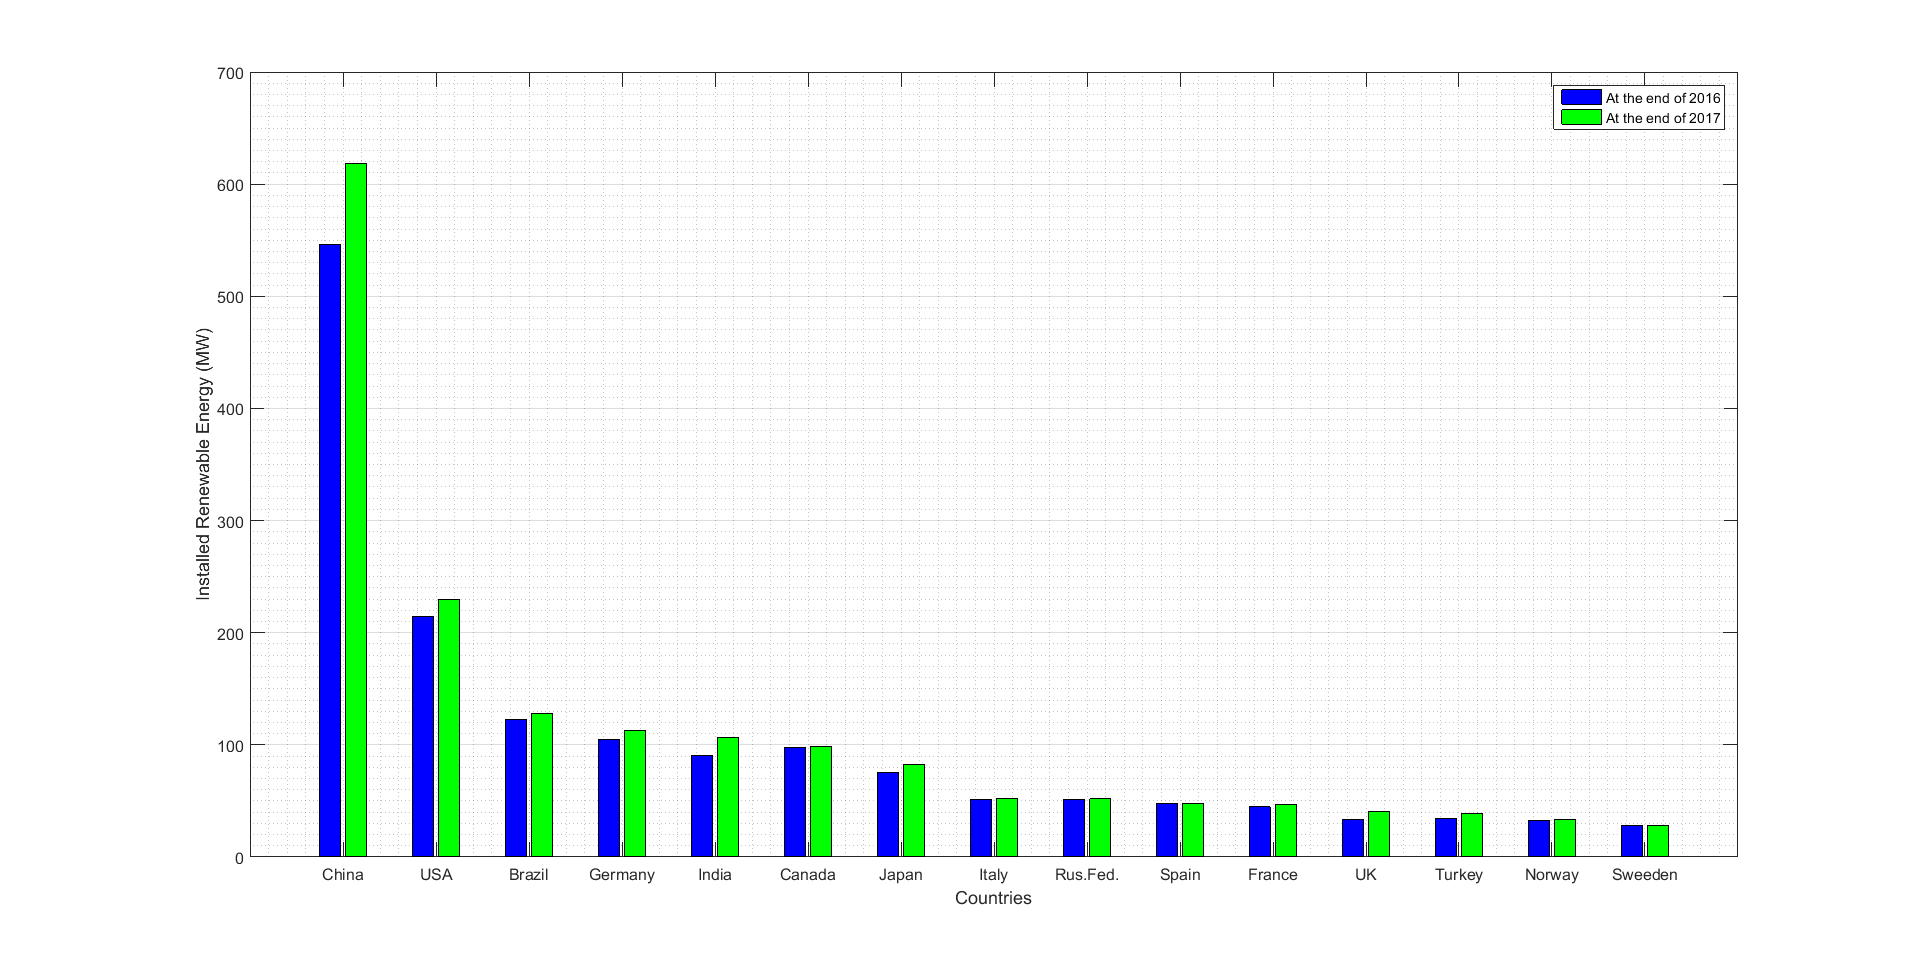 700
600
500
400
300
200
100
0
Installed Renewable Energy (MW)
At the end of 2016
At the end of 2017
China USA Brazil Germany India Canada Japan Italy Rus.Fed. Spain France UK Turkey Norway Sweeden
Countries